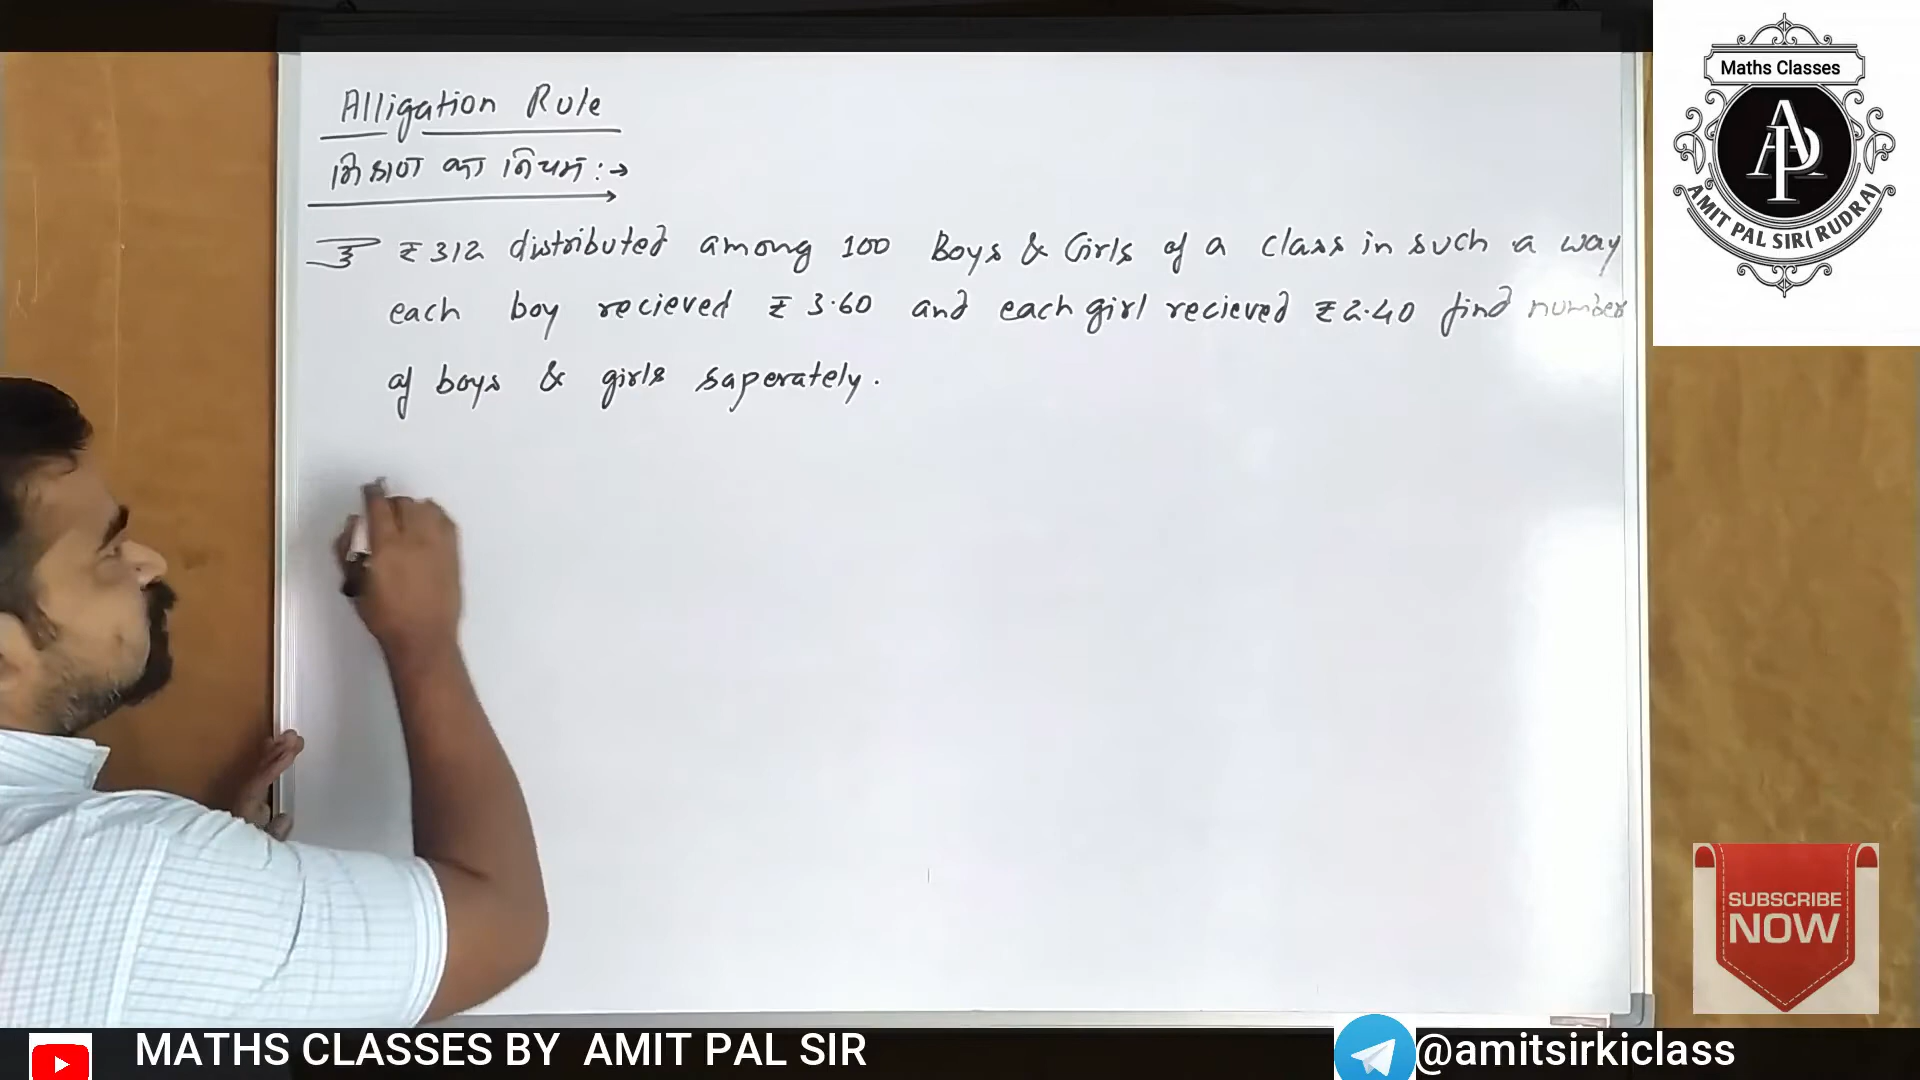 Alligation Rule
मिश्रण का नियम :→
₹ 312 distributed among 100 Boys & Girls of a class in such a way
each boy recieved ₹ 3.60 and each girl recieved ₹ 2.40 find number
of boys & girls saperately.
Maths Classes
AP
AMIT PAL SIR( RUDRA)
SUBSCRIBE
NOW
MATHS CLASSES BY AMIT PAL SIR
@amitsirkiclass